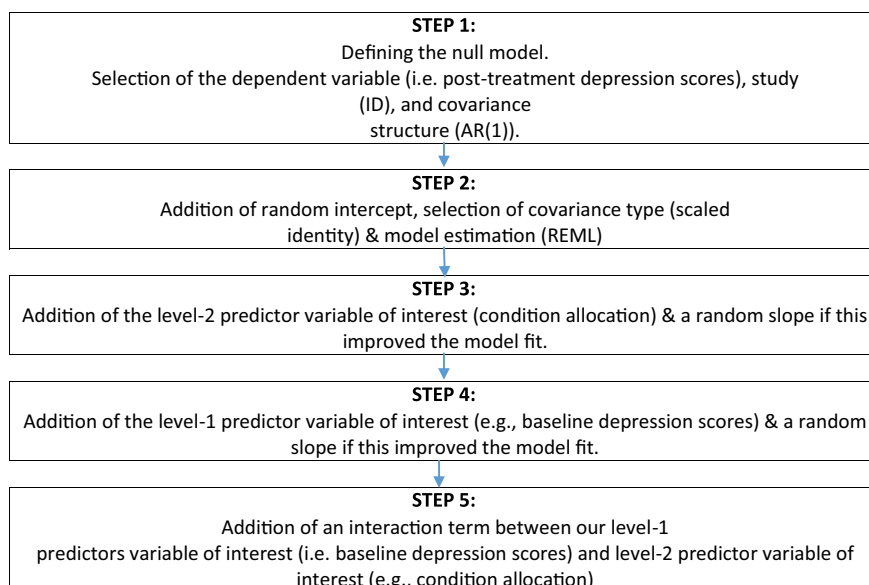 STEP 1:
Defining the null model.
Selection of the dependent variable (i.e. post-treatment depression scores), study
(ID), and covariance
structure (AR(1)).
STEP 2:
Addition of random intercept, selection of covariance type (scaled
identity) & model estimation (REML)
STEP 3:
Addition of the level-2 predictor variable of interest (condition allocation) & a random slope if this
improved the model fit.
STEP 4:
Addition of the level-1 predictor variable of interest (e.g., baseline depression scores) & a random
slope if this improved the model fit.
STEP 5:
Addition of an interaction term between our level-1
predictors variable of interest (i.e. baseline depression scores) and level-2 predictor variable of
interest (e.g., condition allocation)